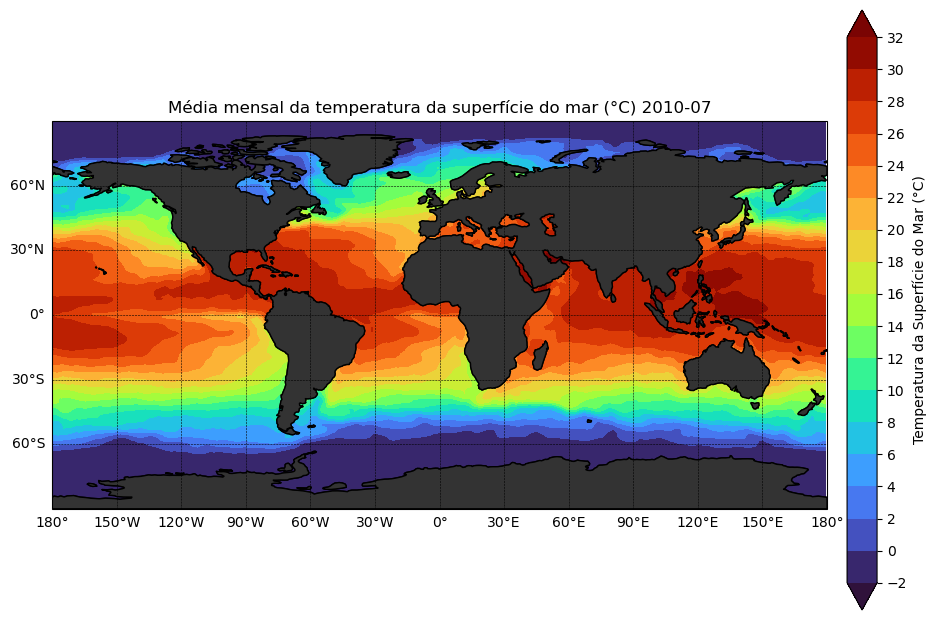 Média mensal da temperatura da superfície do mar (°C) 2010-07
60°N
30°N
0°
30°S
60°S
180° 150°W 120°W 90°W 60°W 30°W 0° 30°E 60°E 90°E 120°E 150°E 180°
32
30
28
26
24
22
20
18
16
14
12
10
8
6
4
2
0
−2
Temperatura da Superfície do Mar (°C)